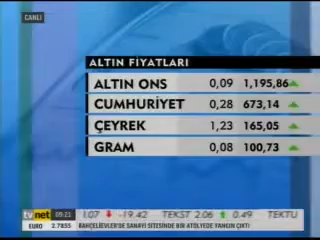 CANLI
ALTIN FİYATLARI
ALTIN ONS 0,09 1,195,86
CUMHURİYET 0,28 673,14
ÇEYREK 1,23 165,05
GRAM 0,08 100,73
tvnet 09:21 1.07 -19.42 TEKST 2.06 0.49 TEKTU
EURO 2.7855 BAHÇELİEVLER'DE SANAYİ SİTESİNDE BİR ATÖLYEDE YANGIN ÇIKTI